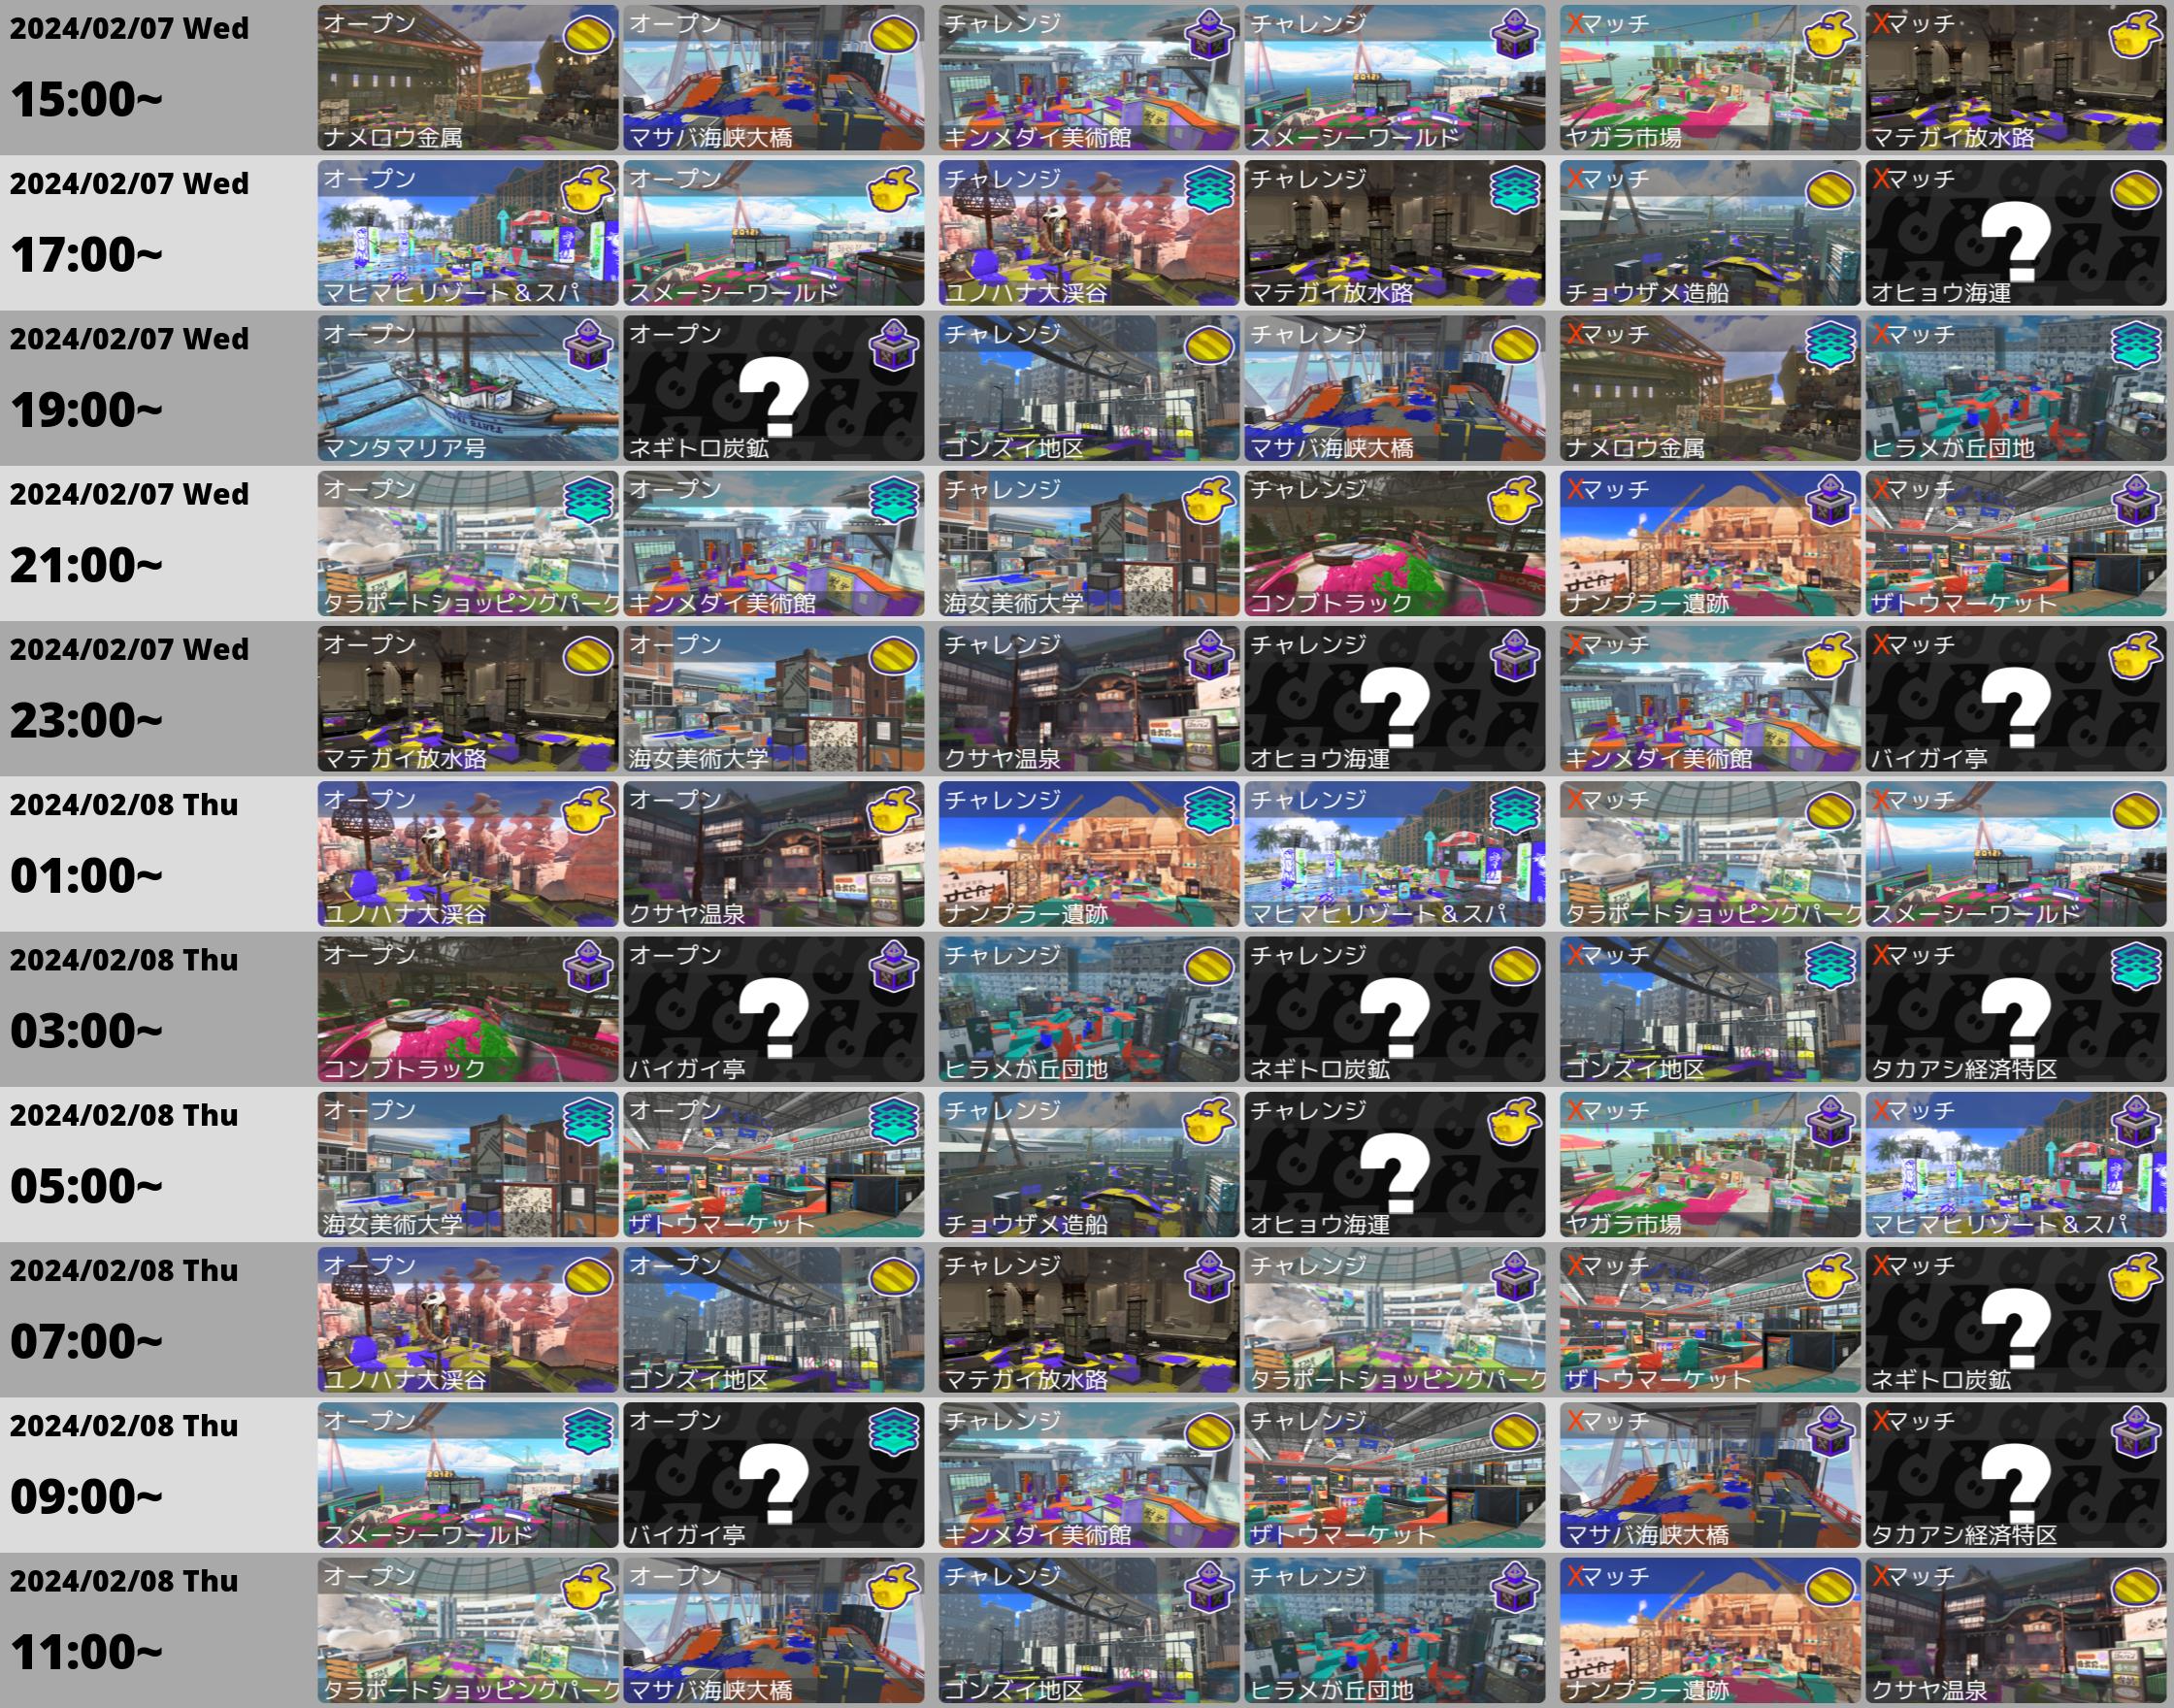 2024/02/07 Wed
15:00~
オープン オープン チャレンジ チャレンジ Xマッチ Xマッチ
ナメロウ金属 マサバ海峡大橋 キンメダイ美術館 スメーシーワールド ヤガラ市場 マテガイ放水路
2024/02/07 Wed
17:00~
オープン オープン チャレンジ チャレンジ Xマッチ Xマッチ
マヒマヒリゾート&スパ スメーシーワールド ユノハナ大渓谷 マテガイ放水路 チョウザメ造船 オヒョウ海運
2024/02/07 Wed
19:00~
オープン オープン チャレンジ チャレンジ Xマッチ Xマッチ
マンタマリア号 ネギトロ炭鉱 ゴンズイ地区 マサバ海峡大橋 ナメロウ金属 ヒラメが丘団地
2024/02/07 Wed
21:00~
オープン オープン チャレンジ チャレンジ Xマッチ Xマッチ
タラポートショッピングパーク キンメダイ美術館 海女美術大学 コンブトラック ナンプラー遺跡 ザトウマーケット
2024/02/07 Wed
23:00~
オープン オープン チャレンジ チャレンジ Xマッチ Xマッチ
マテガイ放水路 海女美術大学 クサヤ温泉 オヒョウ海運 キンメダイ美術館 バイガイ亭
2024/02/08 Thu
01:00~
オープン オープン チャレンジ チャレンジ Xマッチ Xマッチ
ユノハナ大渓谷 クサヤ温泉 ナンプラー遺跡 マヒマヒリゾート&スパ タラポートショッピングパーク スメーシーワールド
2024/02/08 Thu
03:00~
オープン オープン チャレンジ チャレンジ Xマッチ Xマッチ
コンブトラック バイガイ亭 ヒラメが丘団地 ネギトロ炭鉱 ゴンズイ地区 タカアシ経済特区
2024/02/08 Thu
05:00~
オープン オープン チャレンジ チャレンジ Xマッチ Xマッチ
海女美術大学 ザトウマーケット チョウザメ造船 オヒョウ海運 ヤガラ市場 マヒマヒリゾート&スパ
2024/02/08 Thu
07:00~
オープン オープン チャレンジ チャレンジ Xマッチ Xマッチ
ユノハナ大渓谷 ゴンズイ地区 マテガイ放水路 タラポートショッピングパーク ザトウマーケット ネギトロ炭鉱
2024/02/08 Thu
09:00~
オープン オープン チャレンジ チャレンジ Xマッチ Xマッチ
スメーシーワールド バイガイ亭 キンメダイ美術館 ザトウマーケット マサバ海峡大橋 タカアシ経済特区
2024/02/08 Thu
11:00~
オープン オープン チャレンジ チャレンジ Xマッチ Xマッチ
タラポートショッピングパーク マサバ海峡大橋 ゴンズイ地区 ヒラメが丘団地 ナンプラー遺跡 クサヤ温泉